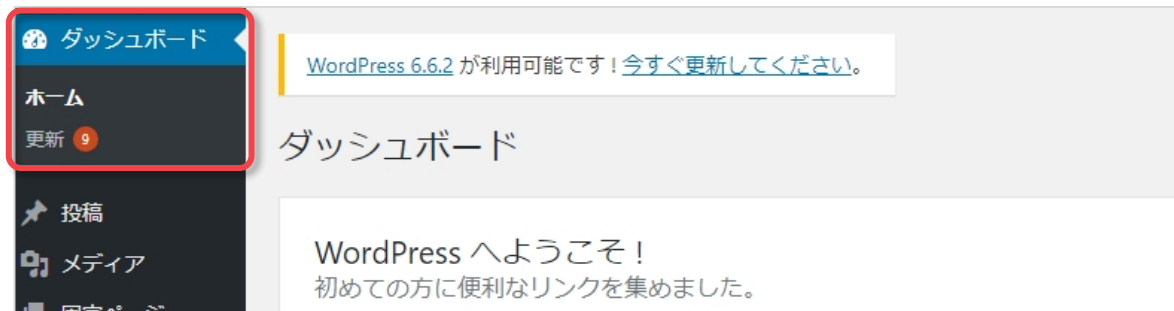 ダッシュボード
ホーム
更新 9
投稿
メディア
WordPress 6.6.2 が利用可能です ! 今すぐ更新してください。
ダッシュボード
WordPress へようこそ !
初めての方に便利なリンクを集めました。